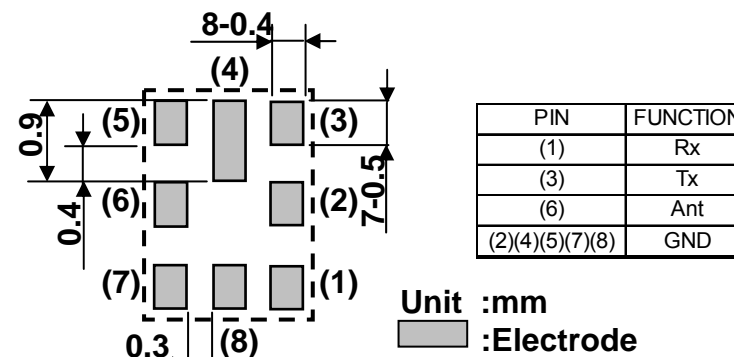 8-0.4
(4)
(5)
(3)
0.9
7-0.5
(6)
(2)
0.4
(7)
(1)
0.3
(8)
PIN FUNCTION
(1) Rx
(3) Tx
(6) Ant
(2)(4)(5)(7)(8) GND
Unit :mm
:Electrode